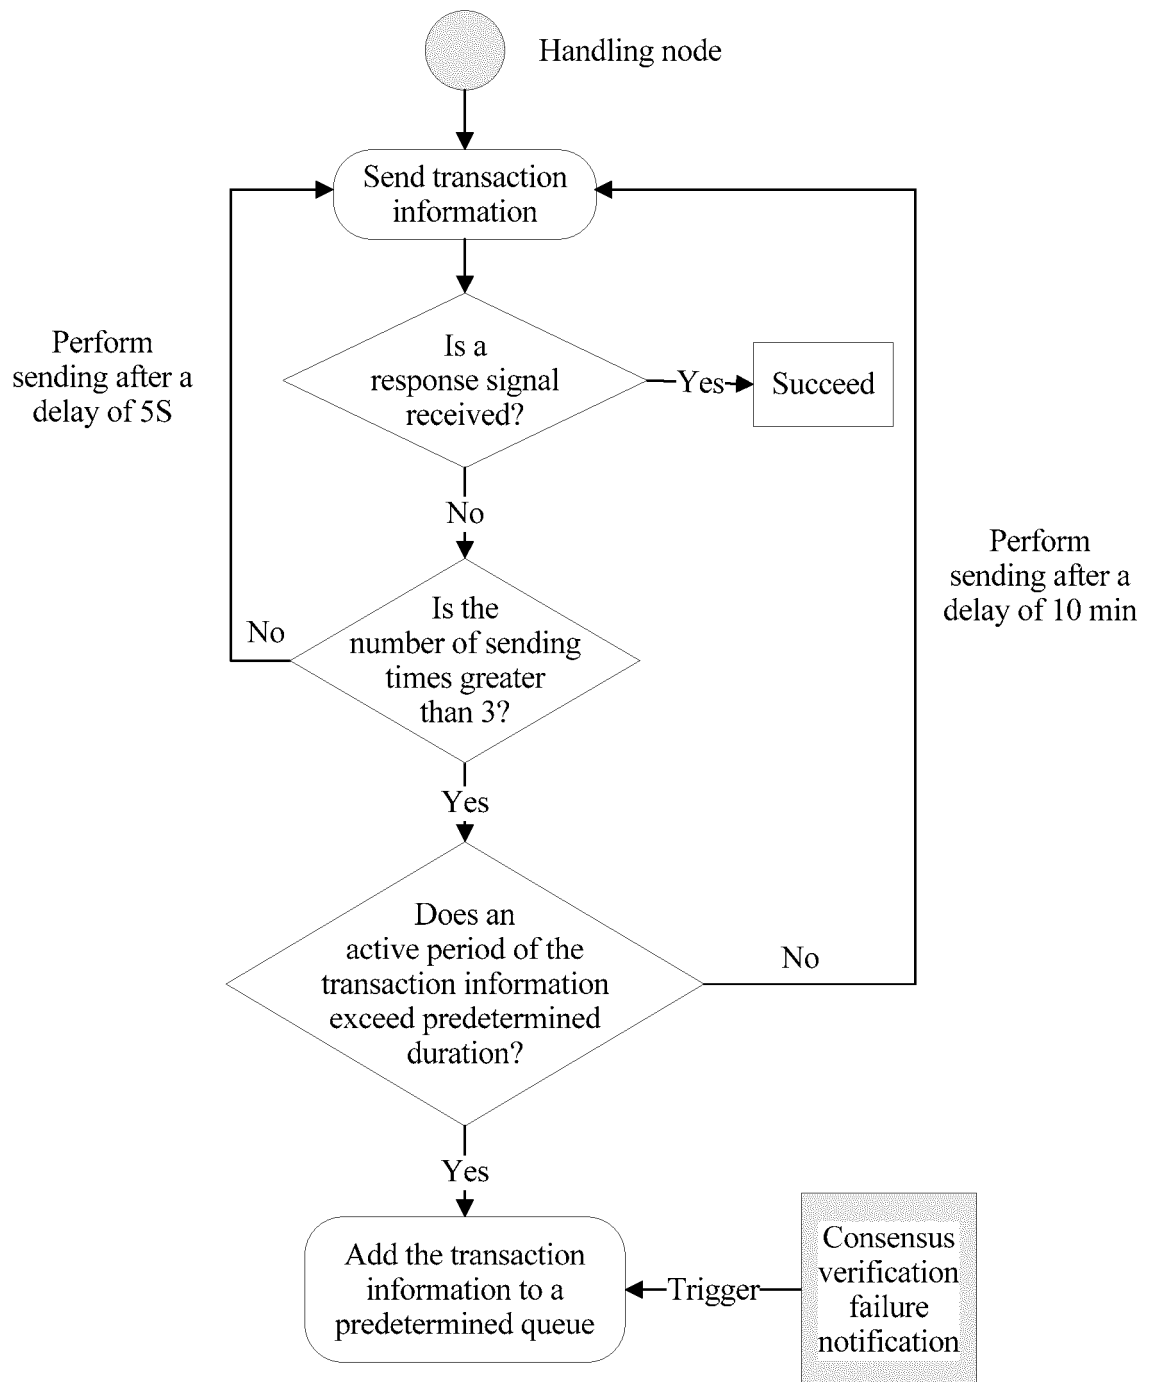 Handling node
Send transaction
information
Is a
response signal
received?
Yes
Succeed
Perform
sending after a
delay of 5S
No
Is the
number of sending
times greater
than 3?
No
Perform
sending after a
delay of 10 min
Yes
Does an
active period of the
transaction information
exceed predetermined
duration?
No
Yes
Add the transaction
information to a
predetermined queue
Trigger
Consensus
verification
failure
notification